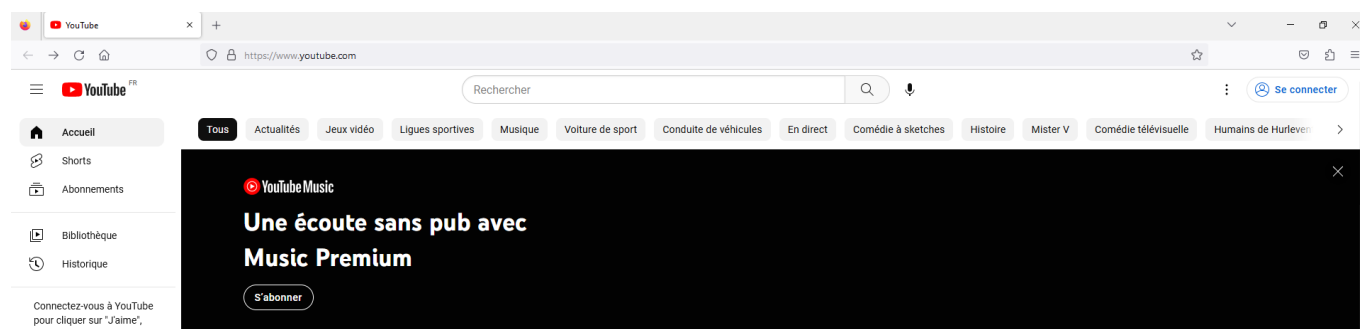 YouTube
https://www.youtube.com
YouTube FR
Rechercher
Se connecter
Accueil
Shorts
Abonnements
Bibliothèque
Historique
Connectez-vous à YouTube
pour cliquer sur "J'aime",
Tous Actualités Jeux vidéo Ligues sportives Musique Voiture de sport Conduite de véhicules En direct Comédie à sketches Histoire Mister V Comédie télévisuelle Humains de Hurleven
YouTube Music
Une écoute sans pub avec
Music Premium
S'abonner